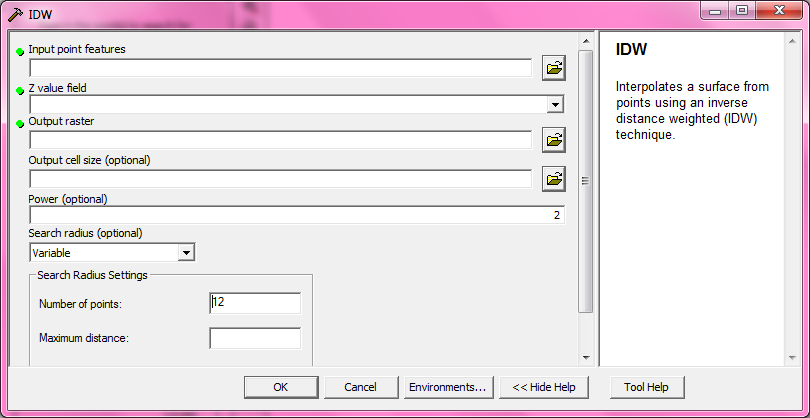 IDW
Input point features
Z value field
Output raster
Output cell size (optional)
Power (optional)
2
Search radius (optional)
Variable
Search Radius Settings
Number of points:
12
Maximum distance:
OK
Cancel
Environments...
<< Hide Help
Tool Help
IDW
Interpolates a surface from
points using an inverse
distance weighted (IDW)
technique.